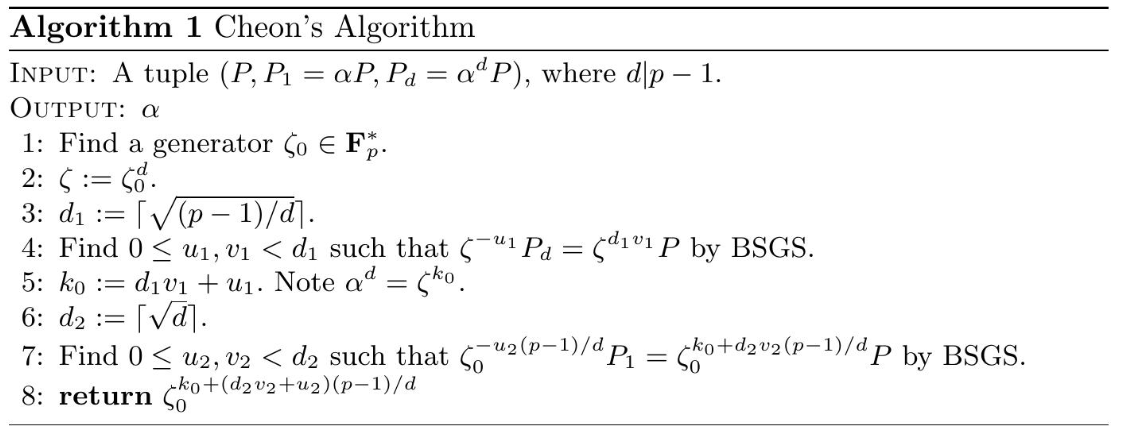 Algorithm 1 Cheon's Algorithm
INPUT: A tuple $(P, P_1 = \alpha P, P_d = \alpha^d P)$, where $d|p-1$.
OUTPUT: $\alpha$
1: Find a generator $\zeta_0 \in \mathbf{F}_p^*$.
2: $\zeta := \zeta_0^d$.
3: $d_1 := \lceil \sqrt{(p-1)/d} \rceil$.
4: Find $0 \leq u_1, v_1 < d_1$ such that $\zeta^{-u_1} P_d = \zeta^{d_1 v_1} P$ by BSGS.
5: $k_0 := d_1 v_1 + u_1$. Note $\alpha^d = \zeta^{k_0}$.
6: $d_2 := \lceil \sqrt{d} \rceil$.
7: Find $0 \leq u_2, v_2 < d_2$ such that $\zeta_0^{-u_2(p-1)/d} P_1 = \zeta_0^{k_0+d_2 v_2(p-1)/d} P$ by BSGS.
8: return $\zeta_0^{k_0+(d_2 v_2+u_2)(p-1)/d}$